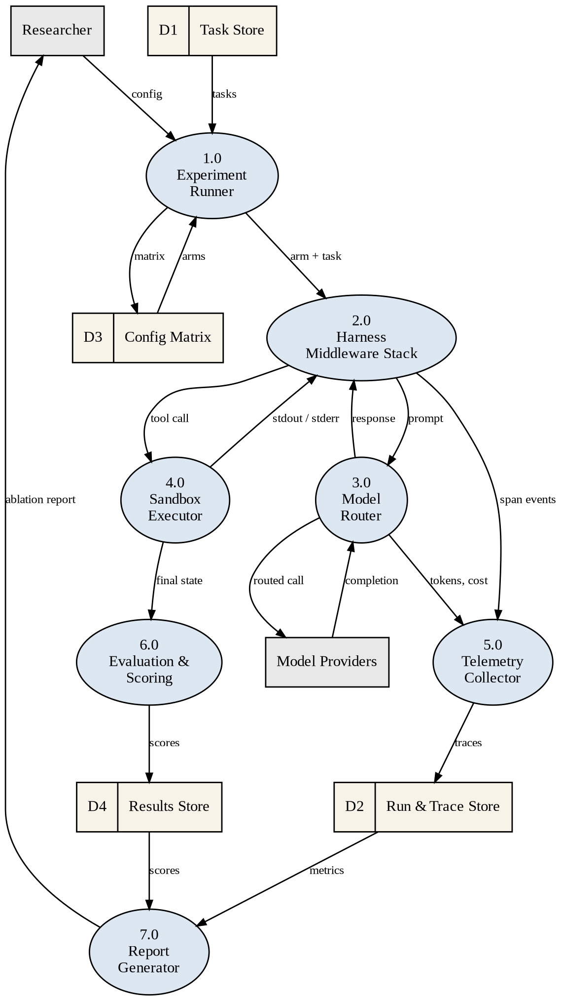 Researcher
D1
Task Store
config
tasks
1.0
Experiment
Runner
matrix
arms
arm + task
D3
Config Matrix
2.0
Harness
Middleware Stack
tool call
stdout / stderr
response
prompt
4.0
Sandbox
Executor
3.0
Model
Router
ablation report
span events
final state
routed call
completion
tokens, cost
6.0
Evaluation &
Scoring
Model Providers
5.0
Telemetry
Collector
scores
traces
D4
Results Store
D2
Run & Trace Store
scores
metrics
7.0
Report
Generator